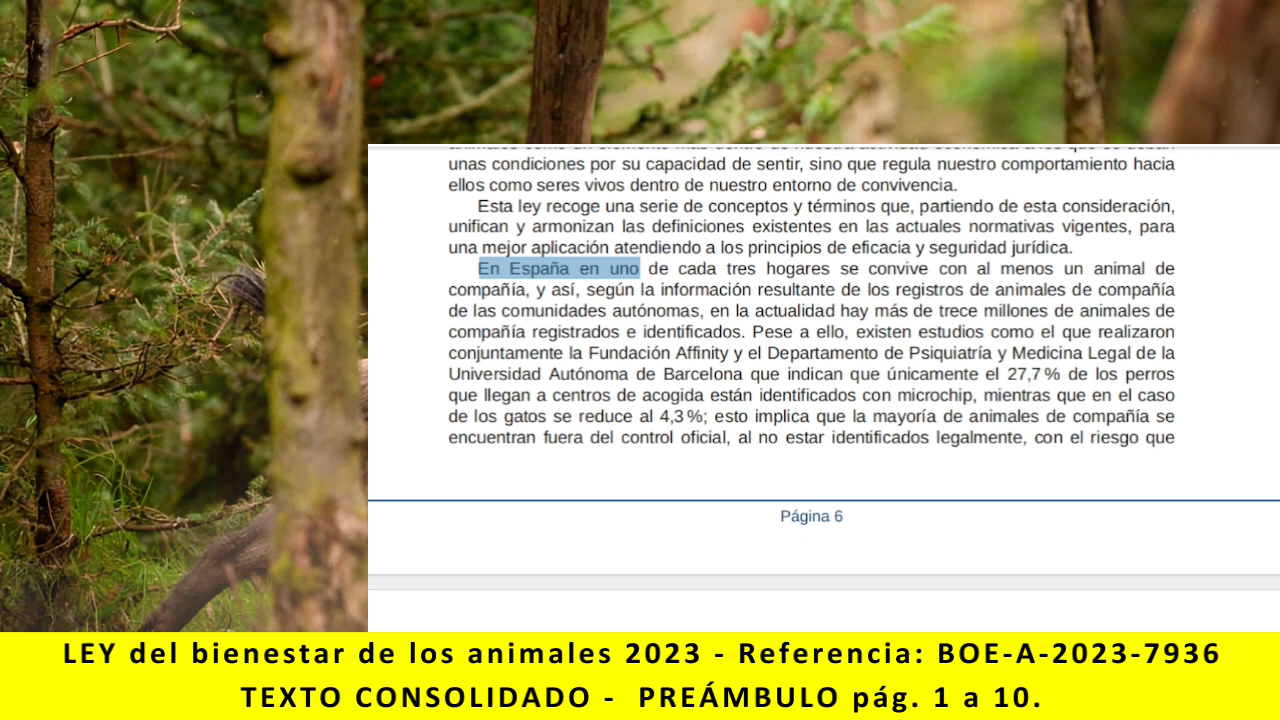 unas condiciones por su capacidad de sentir, sino que regula nuestro comportamiento hacia
ellos como seres vivos dentro de nuestro entorno de convivencia.
Esta ley recoge una serie de conceptos y términos que, partiendo de esta consideración,
unifican y armonizan las definiciones existentes en las actuales normativas vigentes, para
una mejor aplicación atendiendo a los principios de eficacia y seguridad jurídica.
En España en uno de cada tres hogares se convive con al menos un animal de
compañía, y así, según la información resultante de los registros de animales de compañía
de las comunidades autónomas, en la actualidad hay más de trece millones de animales de
compañía registrados e identificados. Pese a ello, existen estudios como el que realizaron
conjuntamente la Fundación Affinity y el Departamento de Psiquiatría y Medicina Legal de la
Universidad Autónoma de Barcelona que indican que únicamente el 27,7 % de los perros
que llegan a centros de acogida están identificados con microchip, mientras que en el caso
de los gatos se reduce al 4,3 %; esto implica que la mayoría de animales de compañía se
encuentran fuera del control oficial, al no estar identificados legalmente, con el riesgo que
Página 6
LEY del bienestar de los animales 2023 - Referencia: BOE-A-2023-7936
TEXTO CONSOLIDADO - PREÁMBULO pág. 1 a 10.